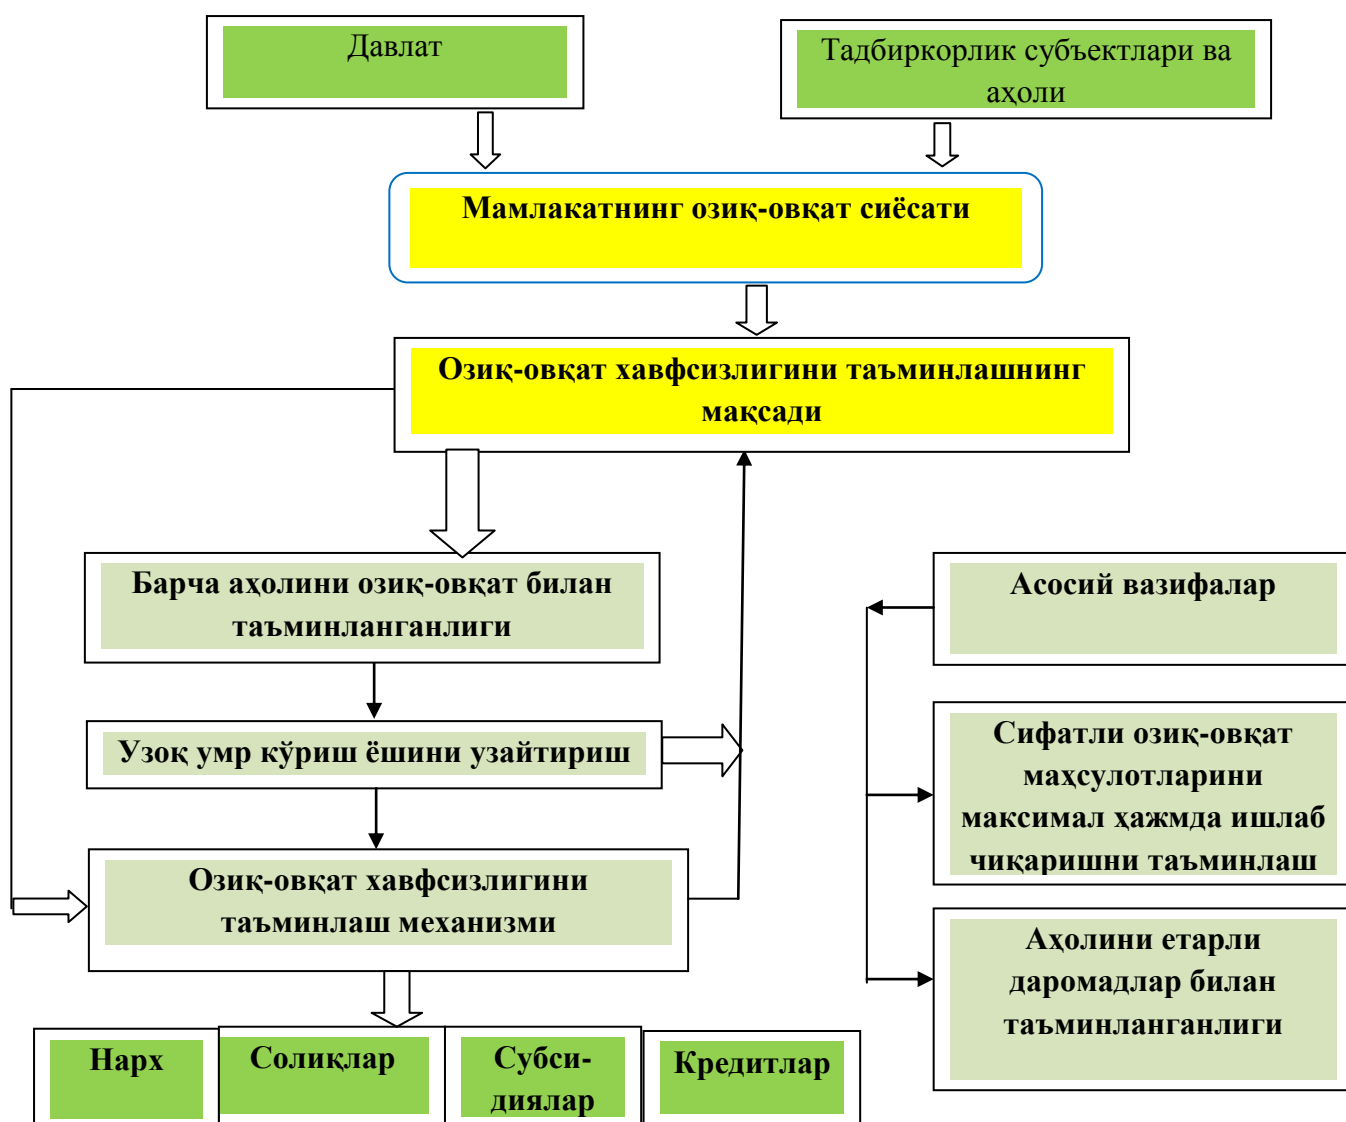 Давлат
Тадбиркорлик субъектлари ва
аҳоли
Мамлакатнинг озиқ-овқат сиёсати
Озиқ-овқат хавфсизлигини таъминлашнинг
мақсади
Барча аҳолини озиқ-овқат билан
таъминланганлиги
Узоқ умр кўриш ёшини узайтириш
Озиқ-овқат хавфсизлигини
таъминлаш механизми
Нарх
Солиқлар
Субси-
диялар
Кредитлар
Асосий вазифалар
Сифатли озиқ-овқат
маҳсулотларини
максимал ҳажмда ишлаб
чиқаришни таъминлаш
Аҳолини етарли
даромадлар билан
таъминланганлиги